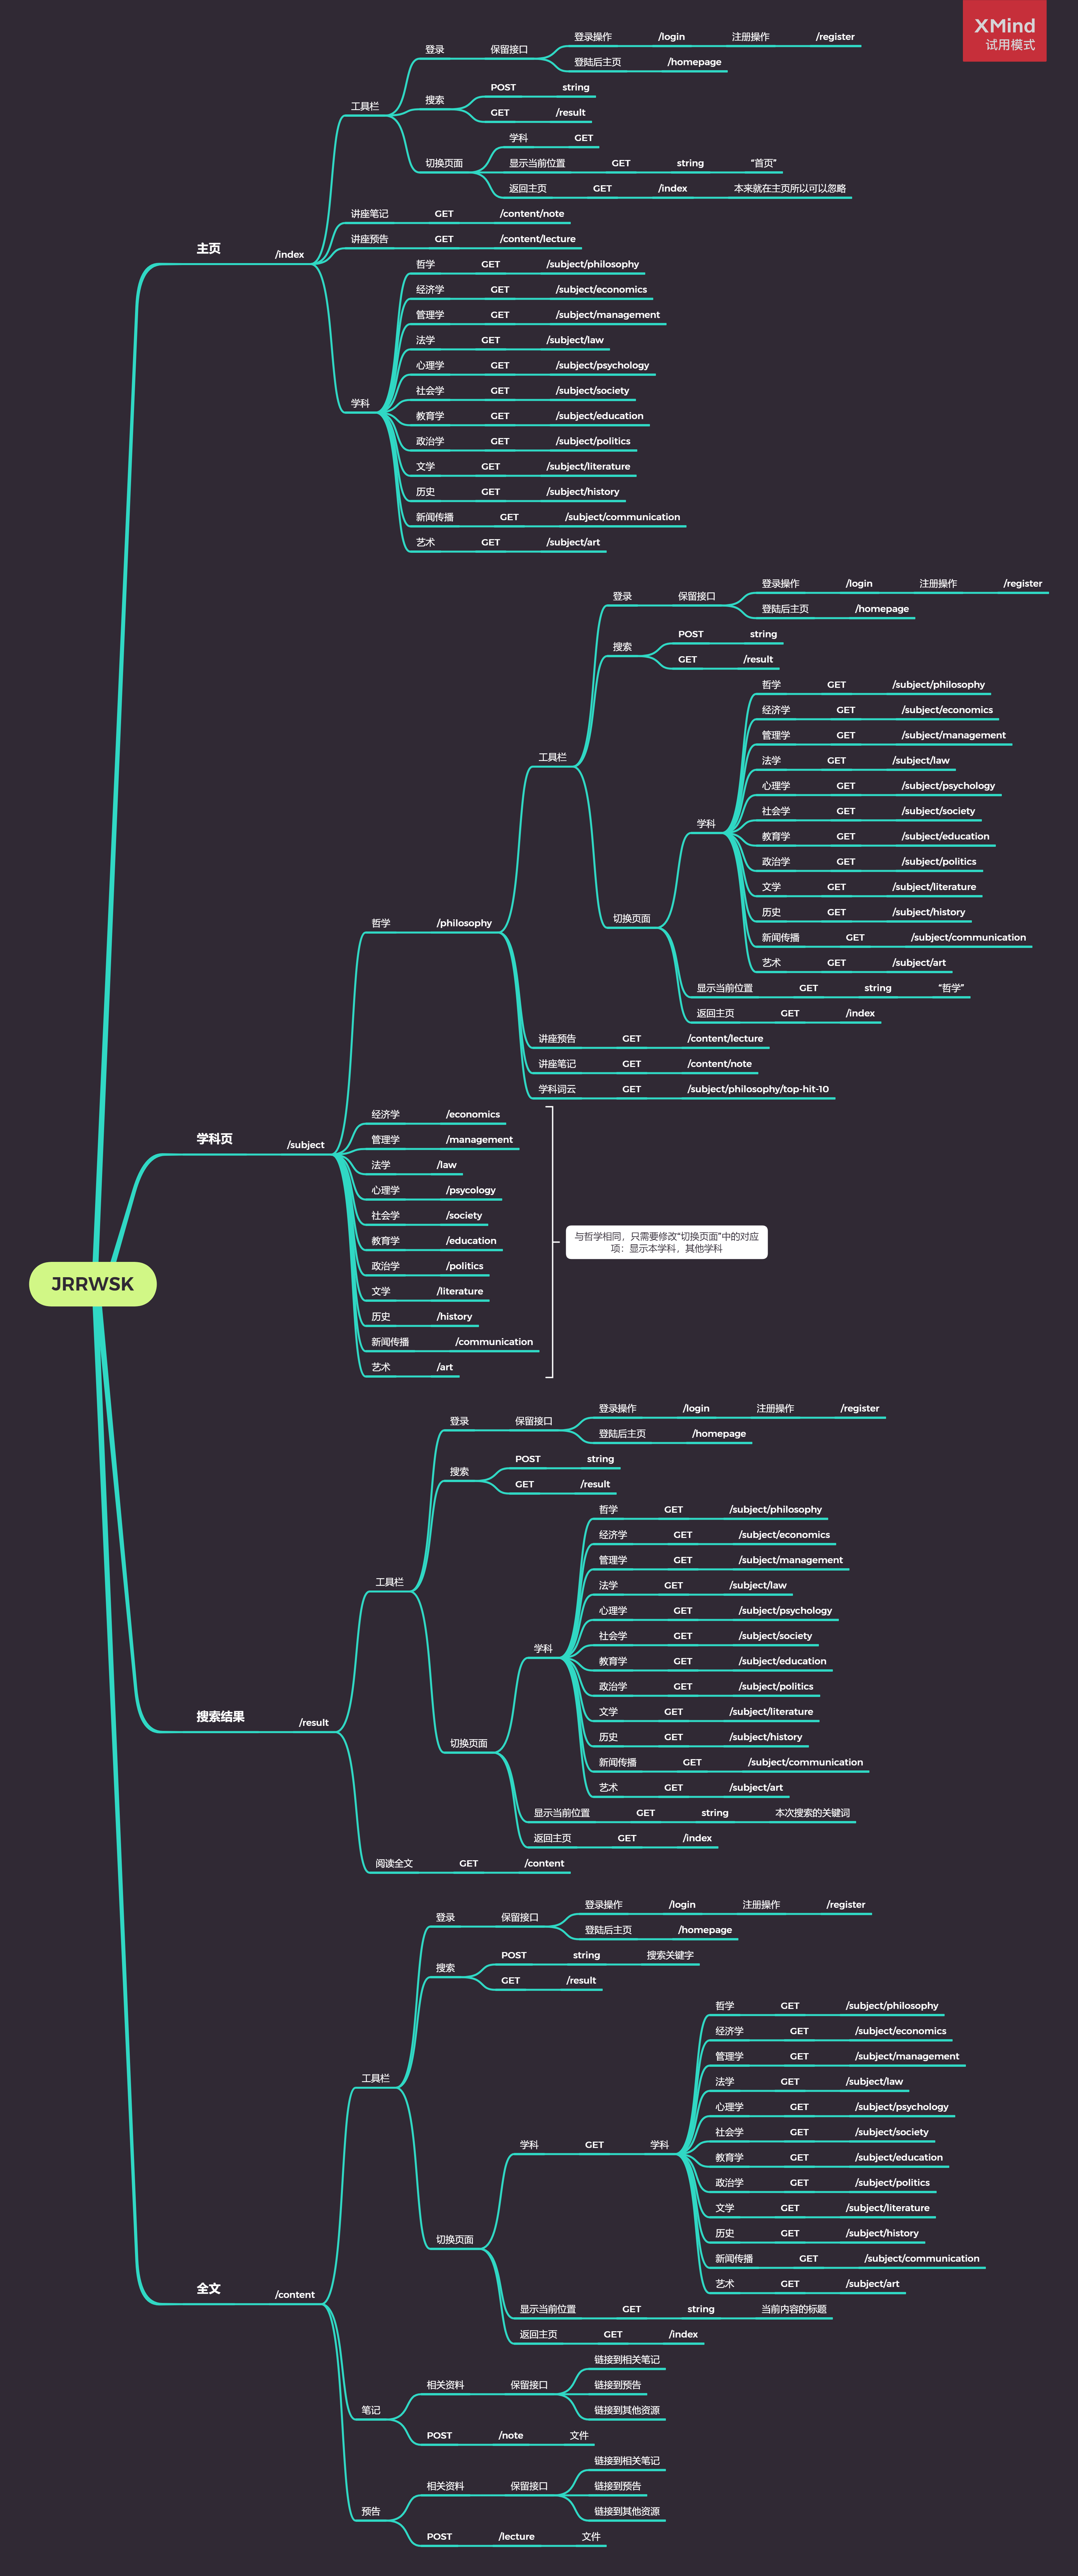 XMind
试用模式
JRRWSK
主页 /index
工具栏
登录 保留接口
登录操作 /login 注册操作 /register
登陆后主页 /homepage
搜索
POST string
GET /result
切换页面
学科 GET
显示当前位置 GET string "首页"
返回主页 GET /index 本来就在主页所以可以忽略
讲座笔记 GET /content/note
讲座预告 GET /content/lecture
学科
哲学 GET /subject/philosophy
经济学 GET /subject/economics
管理学 GET /subject/management
法学 GET /subject/law
心理学 GET /subject/psychology
社会学 GET /subject/society
教育学 GET /subject/education
政治学 GET /subject/politics
文学 GET /subject/literature
历史 GET /subject/history
新闻传播 GET /subject/communication
艺术 GET /subject/art
学科页 /subject
哲学 /philosophy
工具栏
登录 保留接口
登录操作 /login 注册操作 /register
登陆后主页 /homepage
搜索
POST string
GET /result
切换页面
学科
哲学 GET /subject/philosophy
经济学 GET /subject/economics
管理学 GET /subject/management
法学 GET /subject/law
心理学 GET /subject/psychology
社会学 GET /subject/society
教育学 GET /subject/education
政治学 GET /subject/politics
文学 GET /subject/literature
历史 GET /subject/history
新闻传播 GET /subject/communication
艺术 GET /subject/art
显示当前位置 GET string "哲学"
返回主页 GET /index
讲座预告 GET /content/lecture
讲座笔记 GET /content/note
学科词云 GET /subject/philosophy/top-hit-10
经济学 /economics
管理学 /management
法学 /law
心理学 /psycology
社会学 /society
教育学 /education
政治学 /politics
文学 /literature
历史 /history
新闻传播 /communication
艺术 /art
与哲学相同，只需要修改"切换页面"中的对应
项：显示本学科，其他学科
搜索结果 /result
工具栏
登录 保留接口
登录操作 /login 注册操作 /register
登陆后主页 /homepage
搜索
POST string
GET /result
切换页面
学科
哲学 GET /subject/philosophy
经济学 GET /subject/economics
管理学 GET /subject/management
法学 GET /subject/law
心理学 GET /subject/psychology
社会学 GET /subject/society
教育学 GET /subject/education
政治学 GET /subject/politics
文学 GET /subject/literature
历史 GET /subject/history
新闻传播 GET /subject/communication
艺术 GET /subject/art
显示当前位置 GET string 本次搜索的关键词
返回主页 GET /index
阅读全文 GET /content
全文 /content
工具栏
登录 保留接口
登录操作 /login 注册操作 /register
登陆后主页 /homepage
搜索
POST string 搜索关键字
GET /result
切换页面
学科 GET 学科
哲学 GET /subject/philosophy
经济学 GET /subject/economics
管理学 GET /subject/management
法学 GET /subject/law
心理学 GET /subject/psychology
社会学 GET /subject/society
教育学 GET /subject/education
政治学 GET /subject/politics
文学 GET /subject/literature
历史 GET /subject/history
新闻传播 GET /subject/communication
艺术 GET /subject/art
显示当前位置 GET string 当前内容的标题
返回主页 GET /index
笔记
相关资料 保留接口
链接到相关笔记
链接到预告
链接到其他资源
POST /note 文件
预告
相关资料 保留接口
链接到相关笔记
链接到预告
链接到其他资源
POST /lecture 文件